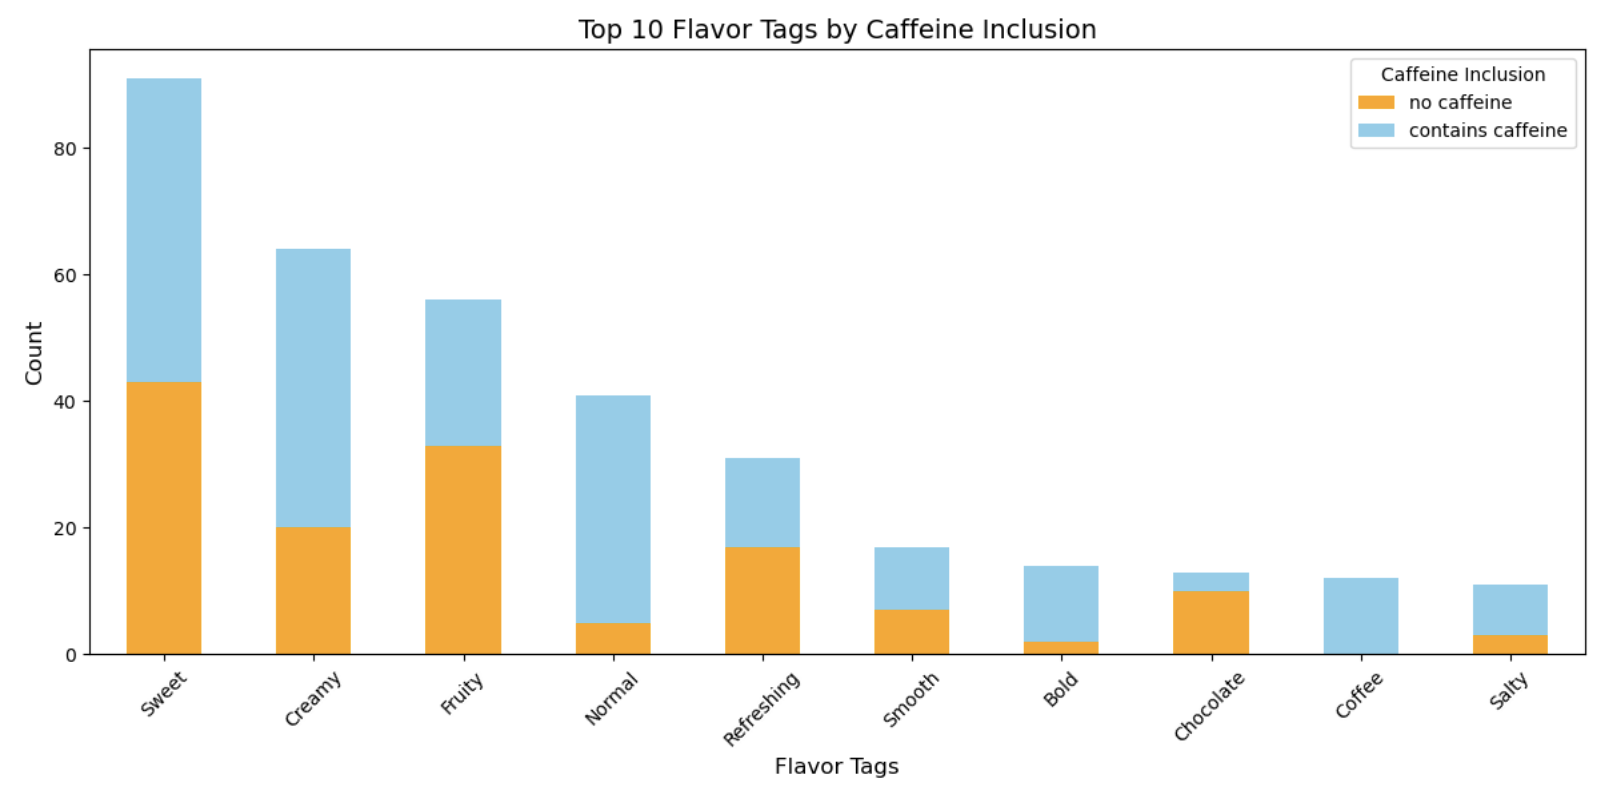 Top 10 Flavor Tags by Caffeine Inclusion
Caffeine Inclusion
no caffeine
contains caffeine
Count
80
60
40
20
0
Sweet
Creamy
Fruity
Normal
Refreshing
Smooth
Bold
Chocolate
Coffee
Salty
Flavor Tags